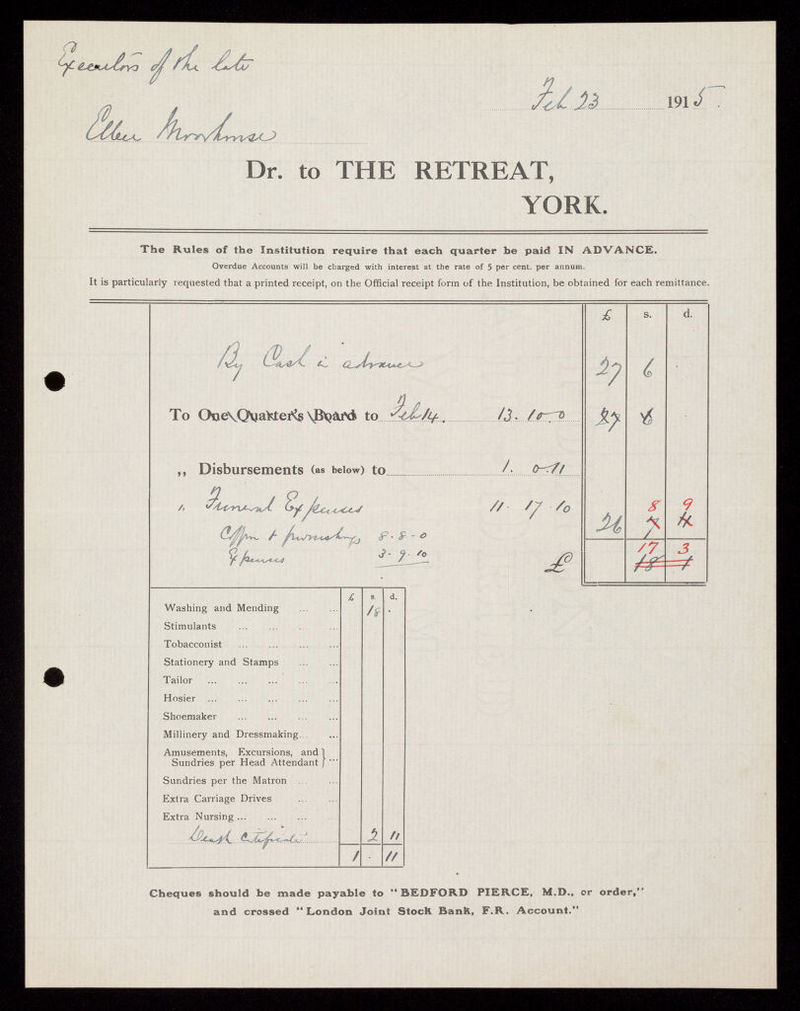 Executors of the late
Feb 23 1915.
Ellen Moorhouse
Dr. to THE RETREAT,
YORK.
The Rules of the Institution require that each quarter be paid IN ADVANCE.
Overdue Accounts will be charged with interest at the rate of 5 per cent. per annum.
It is particularly requested that a printed receipt, on the Official receipt form of the Institution, be obtained for each remittance.
£ s. d.
By Cash in advance 27 6 .
To One Quarter's Board to Feb 14. 13. 10. 0 27 6 .
,, Disbursements (as below) to 1. 0-11
" Funeral Expenses 11. 17. 10 26 8 9
7 4
Coffin & furnishings 8-8-0
Expenses 3-9-10 £ 17 3
18 1
£ s. d.
Washing and Mending ... ... 18 .
Stimulants ... ... ... ...
Tobacconist ... ... ... ...
Stationery and Stamps ... ...
Tailor ... ... ... ... ...
Hosier ... ... ... ... ...
Shoemaker ... ... ... ...
Millinery and Dressmaking... ...
Amusements, Excursions, and }
Sundries per Head Attendant } ...
Sundries per the Matron ... ...
Extra Carriage Drives ... ...
Extra Nursing ... ... ...
Death Certificate 2 11
1 . 11
Cheques should be made payable to "BEDFORD PIERCE, M.D., or order,"
and crossed "London Joint Stock Bank, F.R. Account."